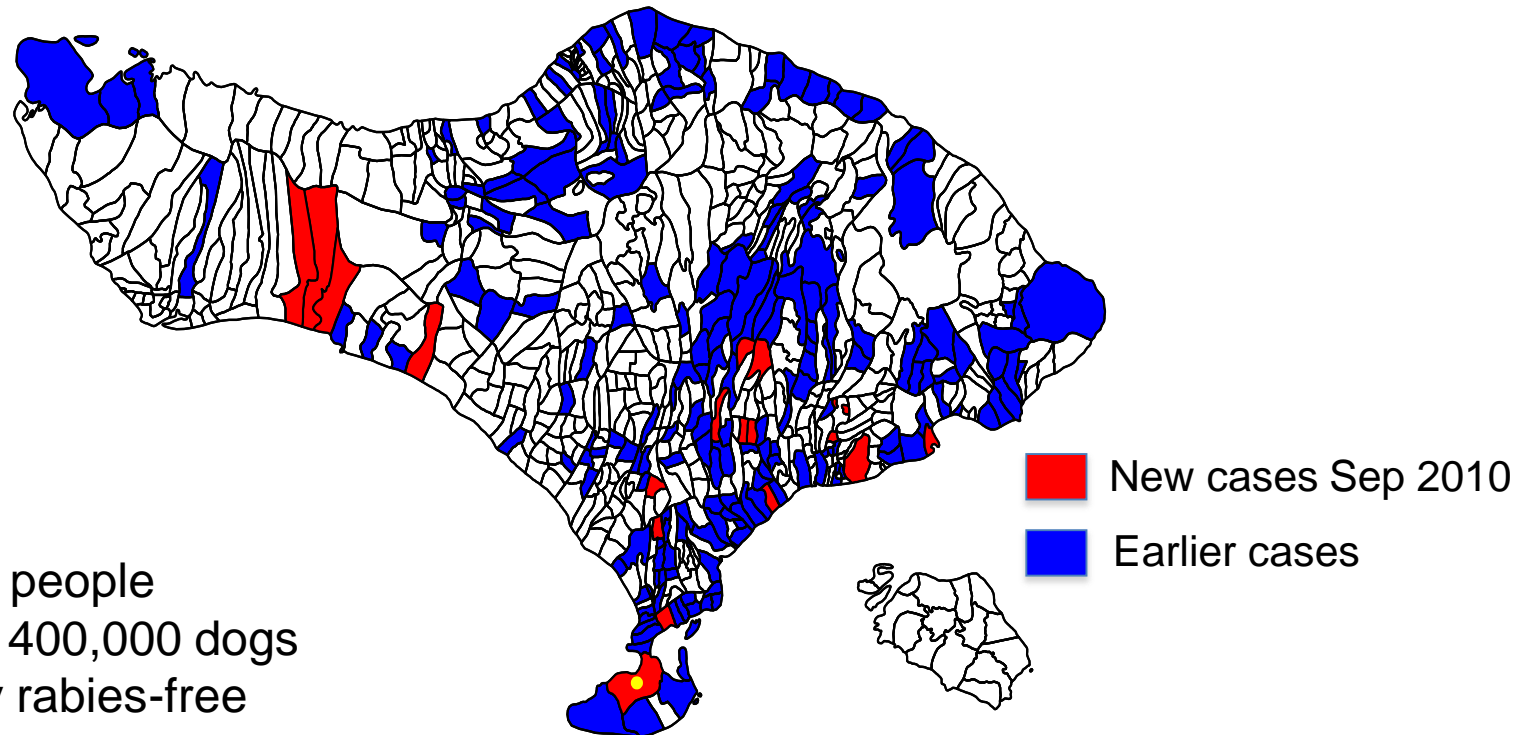 New cases Sep 2010
Earlier cases
people
400,000 dogs
rabies-free